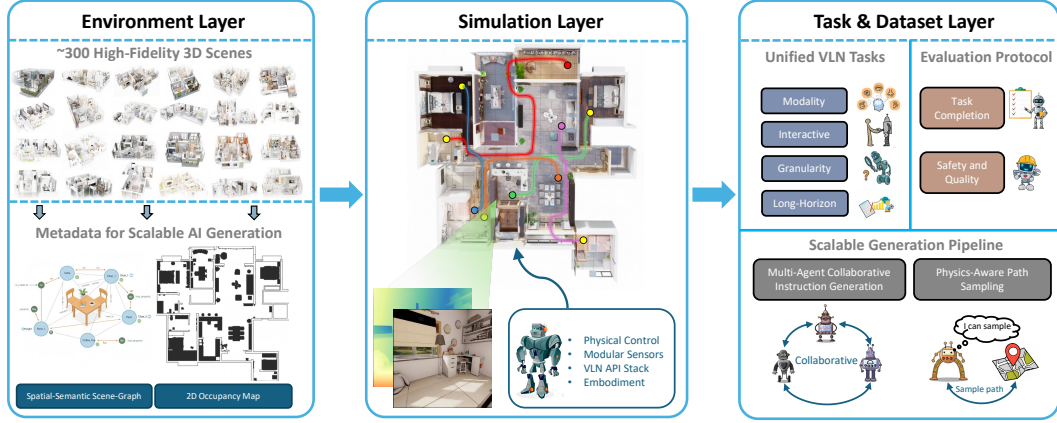 Environment Layer
~300 High-Fidelity 3D Scenes
Metadata for Scalable AI Generation
Spatial-Semantic Scene-Graph
2D Occupancy Map
Simulation Layer
• Physical Control
• Modular Sensors
• VLN API Stack
• Embodiment
Task & Dataset Layer
Unified VLN Tasks
Modality
Interactive
Granularity
Long-Horizon
Evaluation Protocol
Task
Completion
Safety and
Quality
Scalable Generation Pipeline
Multi-Agent Collaborative
Instruction Generation
Collaborative
Physics-Aware Path
Sampling
I can sample
Sample path